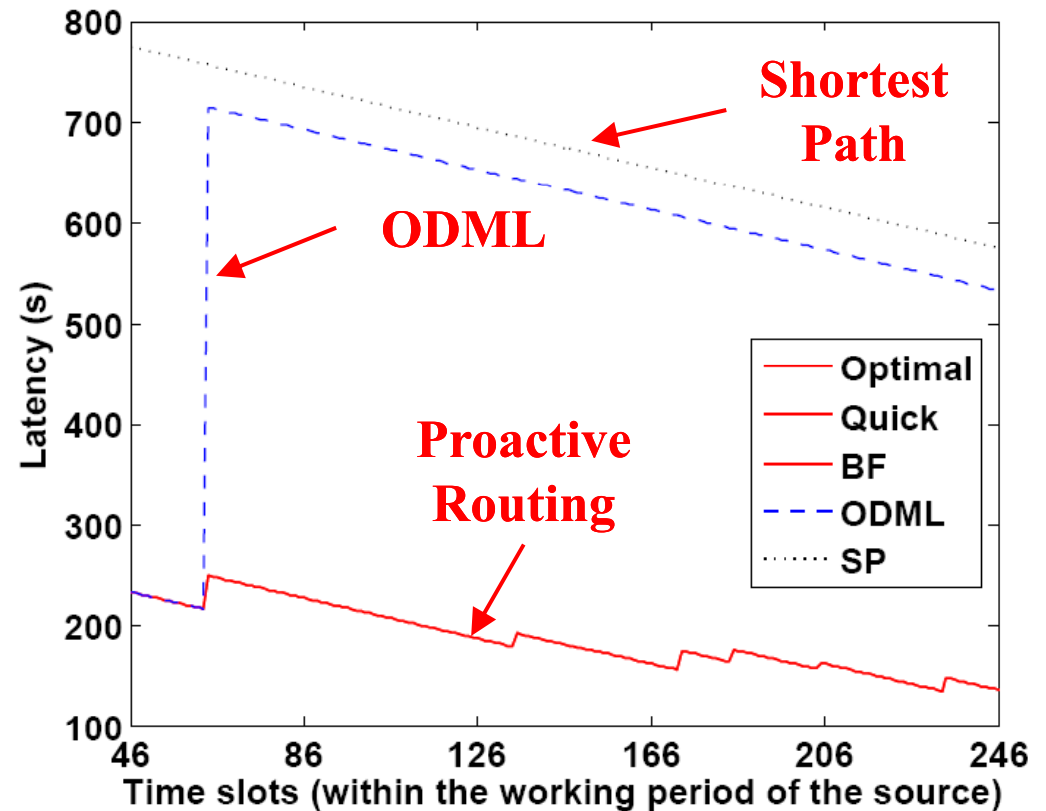 800
700
600
500
400
300
200
100
Latency (s)
Shortest
Path
ODML
Proactive
Routing
Optimal
Quick
BF
ODML
SP
46 86 126 166 206 246
Time slots (within the working period of the source)